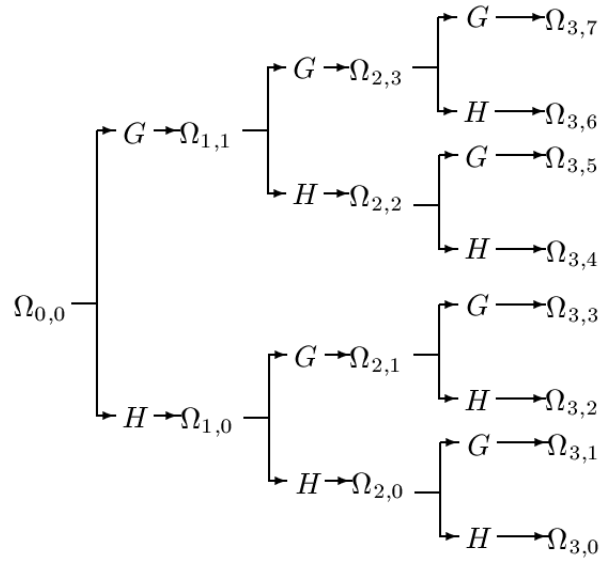 G Ω3,7
G Ω2,3
H Ω3,6
G Ω1,1
G Ω3,5
H Ω2,2
H Ω3,4
Ω0,0
G Ω3,3
G Ω2,1
H Ω3,2
H Ω1,0
G Ω3,1
H Ω2,0
H Ω3,0